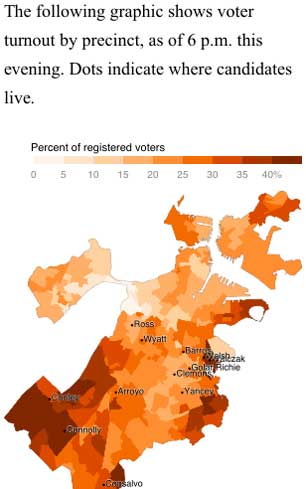 The following graphic shows voter
turnout by precinct, as of 6 p.m. this
evening. Dots indicate where candidates
live.
Percent of registered voters
0 5 10 15 20 25 30 35 40%
Ross
Wyatt
Barros
Walsh
Walczak
Golar Richie
Clemons
Conley
Arroyo
Yancey
Connolly
Consalvo